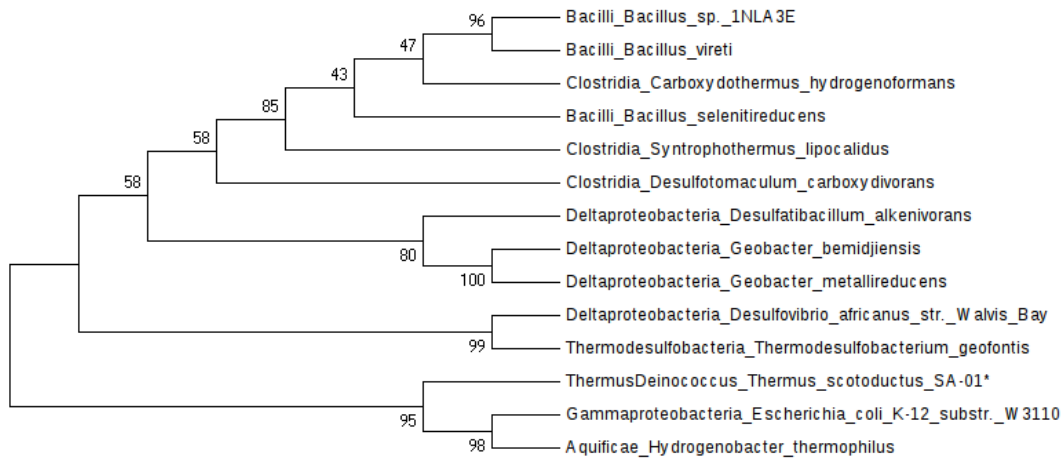 96
Bacilli_Bacillus_sp._1NLA3E
47
Bacilli_Bacillus_vireti
43
Clostridia_Carboxydothermus_hydrogenoformans
85
Bacilli_Bacillus_selenitireducens
58
Clostridia_Syntrophothermus_lipocalidus
58
Clostridia_Desulfotomaculum_carboxydivorans
Deltaproteobacteria_Desulfatibacillum_alkenivorans
80
Deltaproteobacteria_Geobacter_bemidjiensis
100
Deltaproteobacteria_Geobacter_metallireducens
Deltaproteobacteria_Desulfovibrio_africanus_str._Walvis_Bay
99
Thermodesulfobacteria_Thermodesulfobacterium_geofontis
ThermusDeinococcus_Thermus_scotoductus_SA-01*
95
Gammaproteobacteria_Escherichia_coli_K-12_substr._W3110
98
Aquificae_Hydrogenobacter_thermophilus